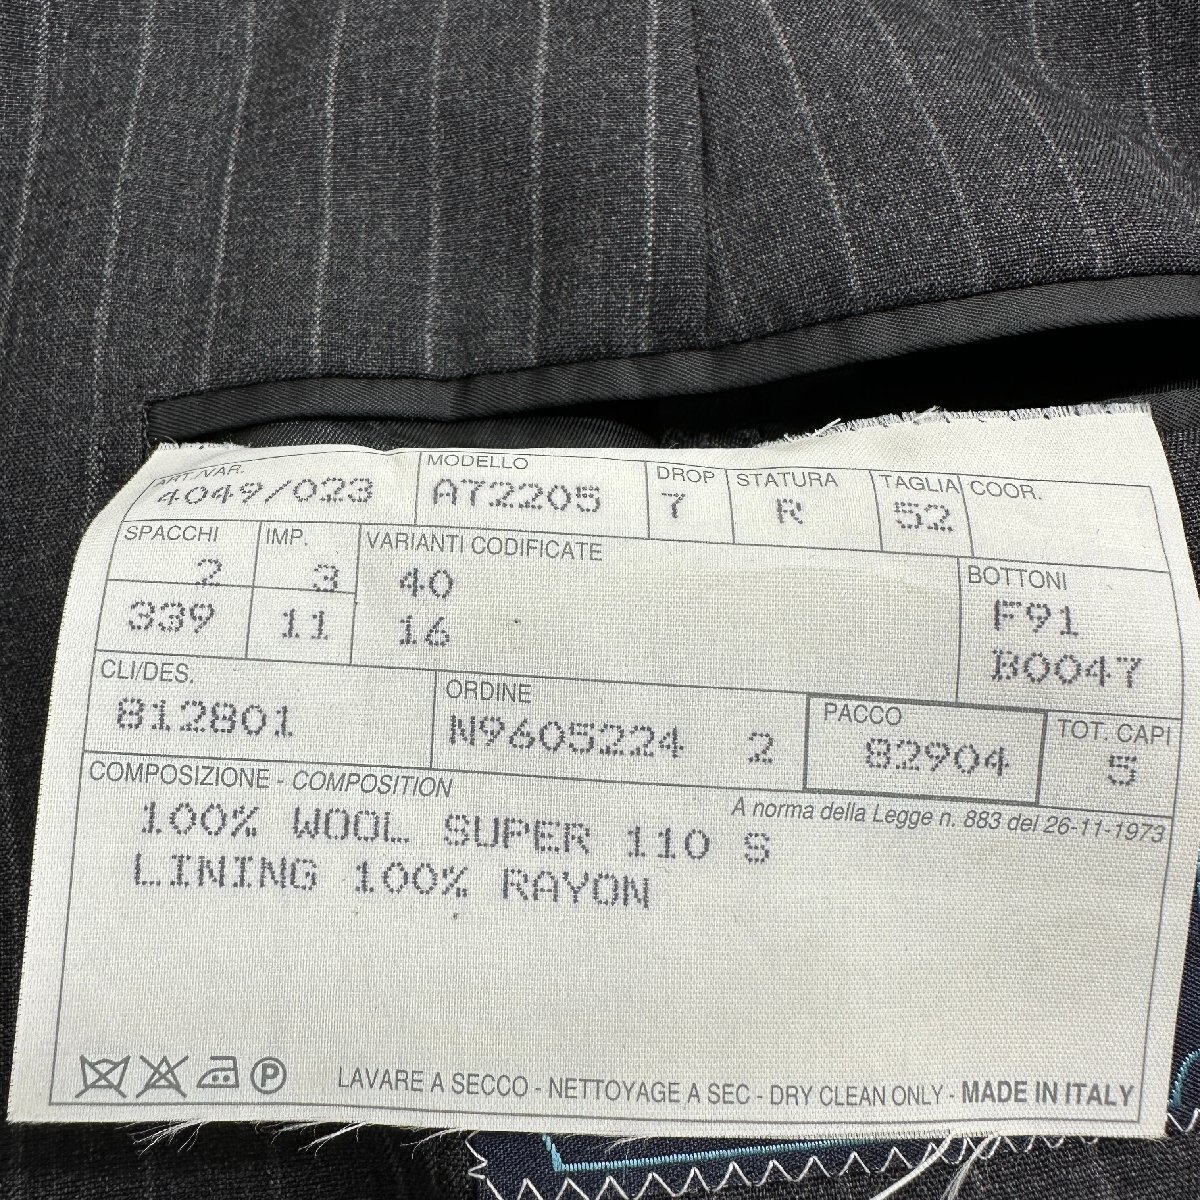 ART./VAR. MODELLO DROP STATURA TAGLIA COOR.
4049/023 A72205 7 R 52
SPACCHI IMP. VARIANTI CODIFICATE BOTTONI
2 3 40 F91
339 11 16 B0047
CLI/DES. ORDINE PACCO TOT. CAPI
812801 N9605224 2 82904 5
COMPOSIZIONE - COMPOSITION
A norma della Legge n. 883 del 26-11-1973
100% WOOL SUPER 110 S
LINING 100% RAYON
P LAVARE A SECCO - NETTOYAGE A SEC - DRY CLEAN ONLY - MADE IN ITALY